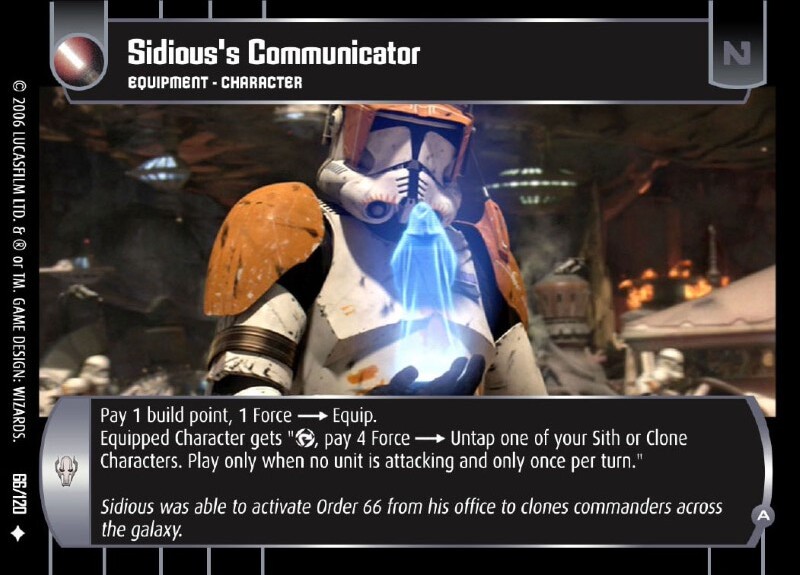 Sidious's Communicator
EQUIPMENT - CHARACTER
N
Pay 1 build point, 1 Force → Equip.
Equipped Character gets ", pay 4 Force → Untap one of your Sith or Clone
Characters. Play only when no unit is attacking and only once per turn."
Sidious was able to activate Order 66 from his office to clones commanders across
the galaxy.
A
© 2006 LUCASFILM LTD. & ® or TM. GAME DESIGN: WIZARDS.
66/120